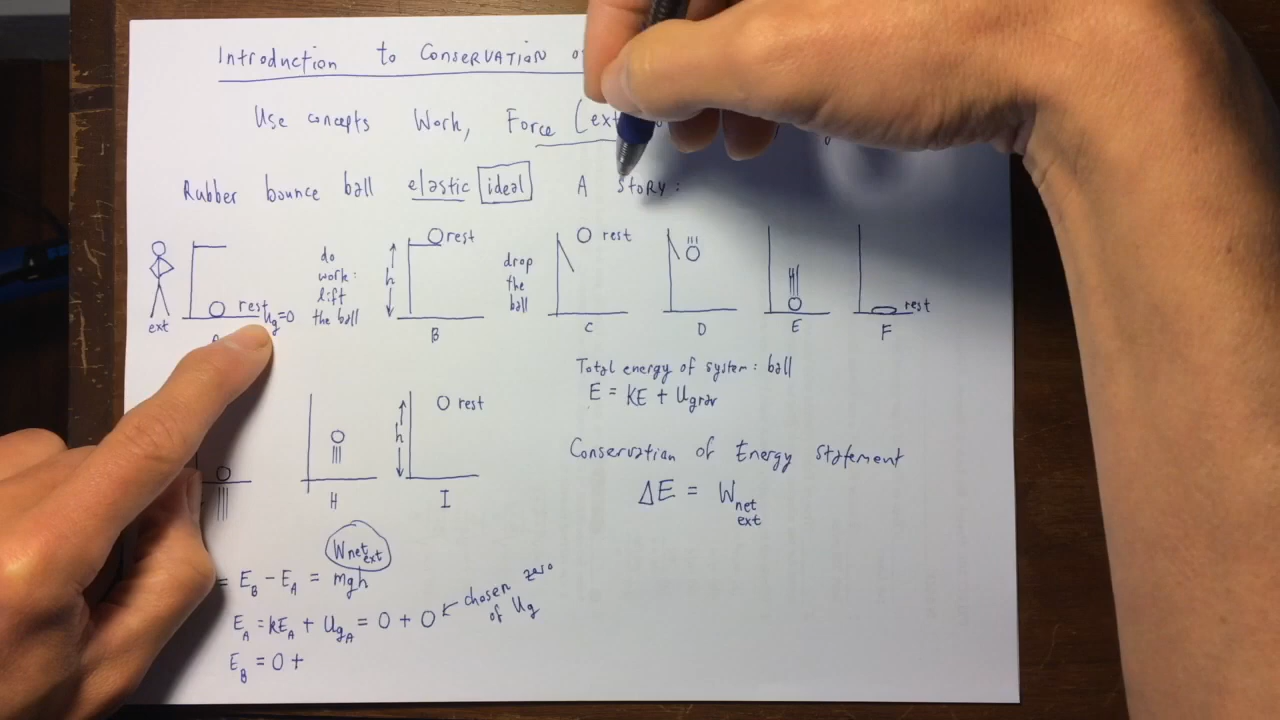 Introduction to Conservation
Use concepts Work, Force (ext
Rubber bounce ball elastic ideal A story:
rest
ext
rest
Ug=0
do work: lift the ball
h
rest
B
drop the ball
rest
C
D
E
rest
F
Total energy of system: ball
E = KE + Ugrav
H
h
rest
I
Conservation of Energy statement
ΔE = Wnet ext
Wnet ext
= EB - EA = mgh
EA = KEA + UgA = 0 + 0 ← chosen zero of Ug
EB = 0 +